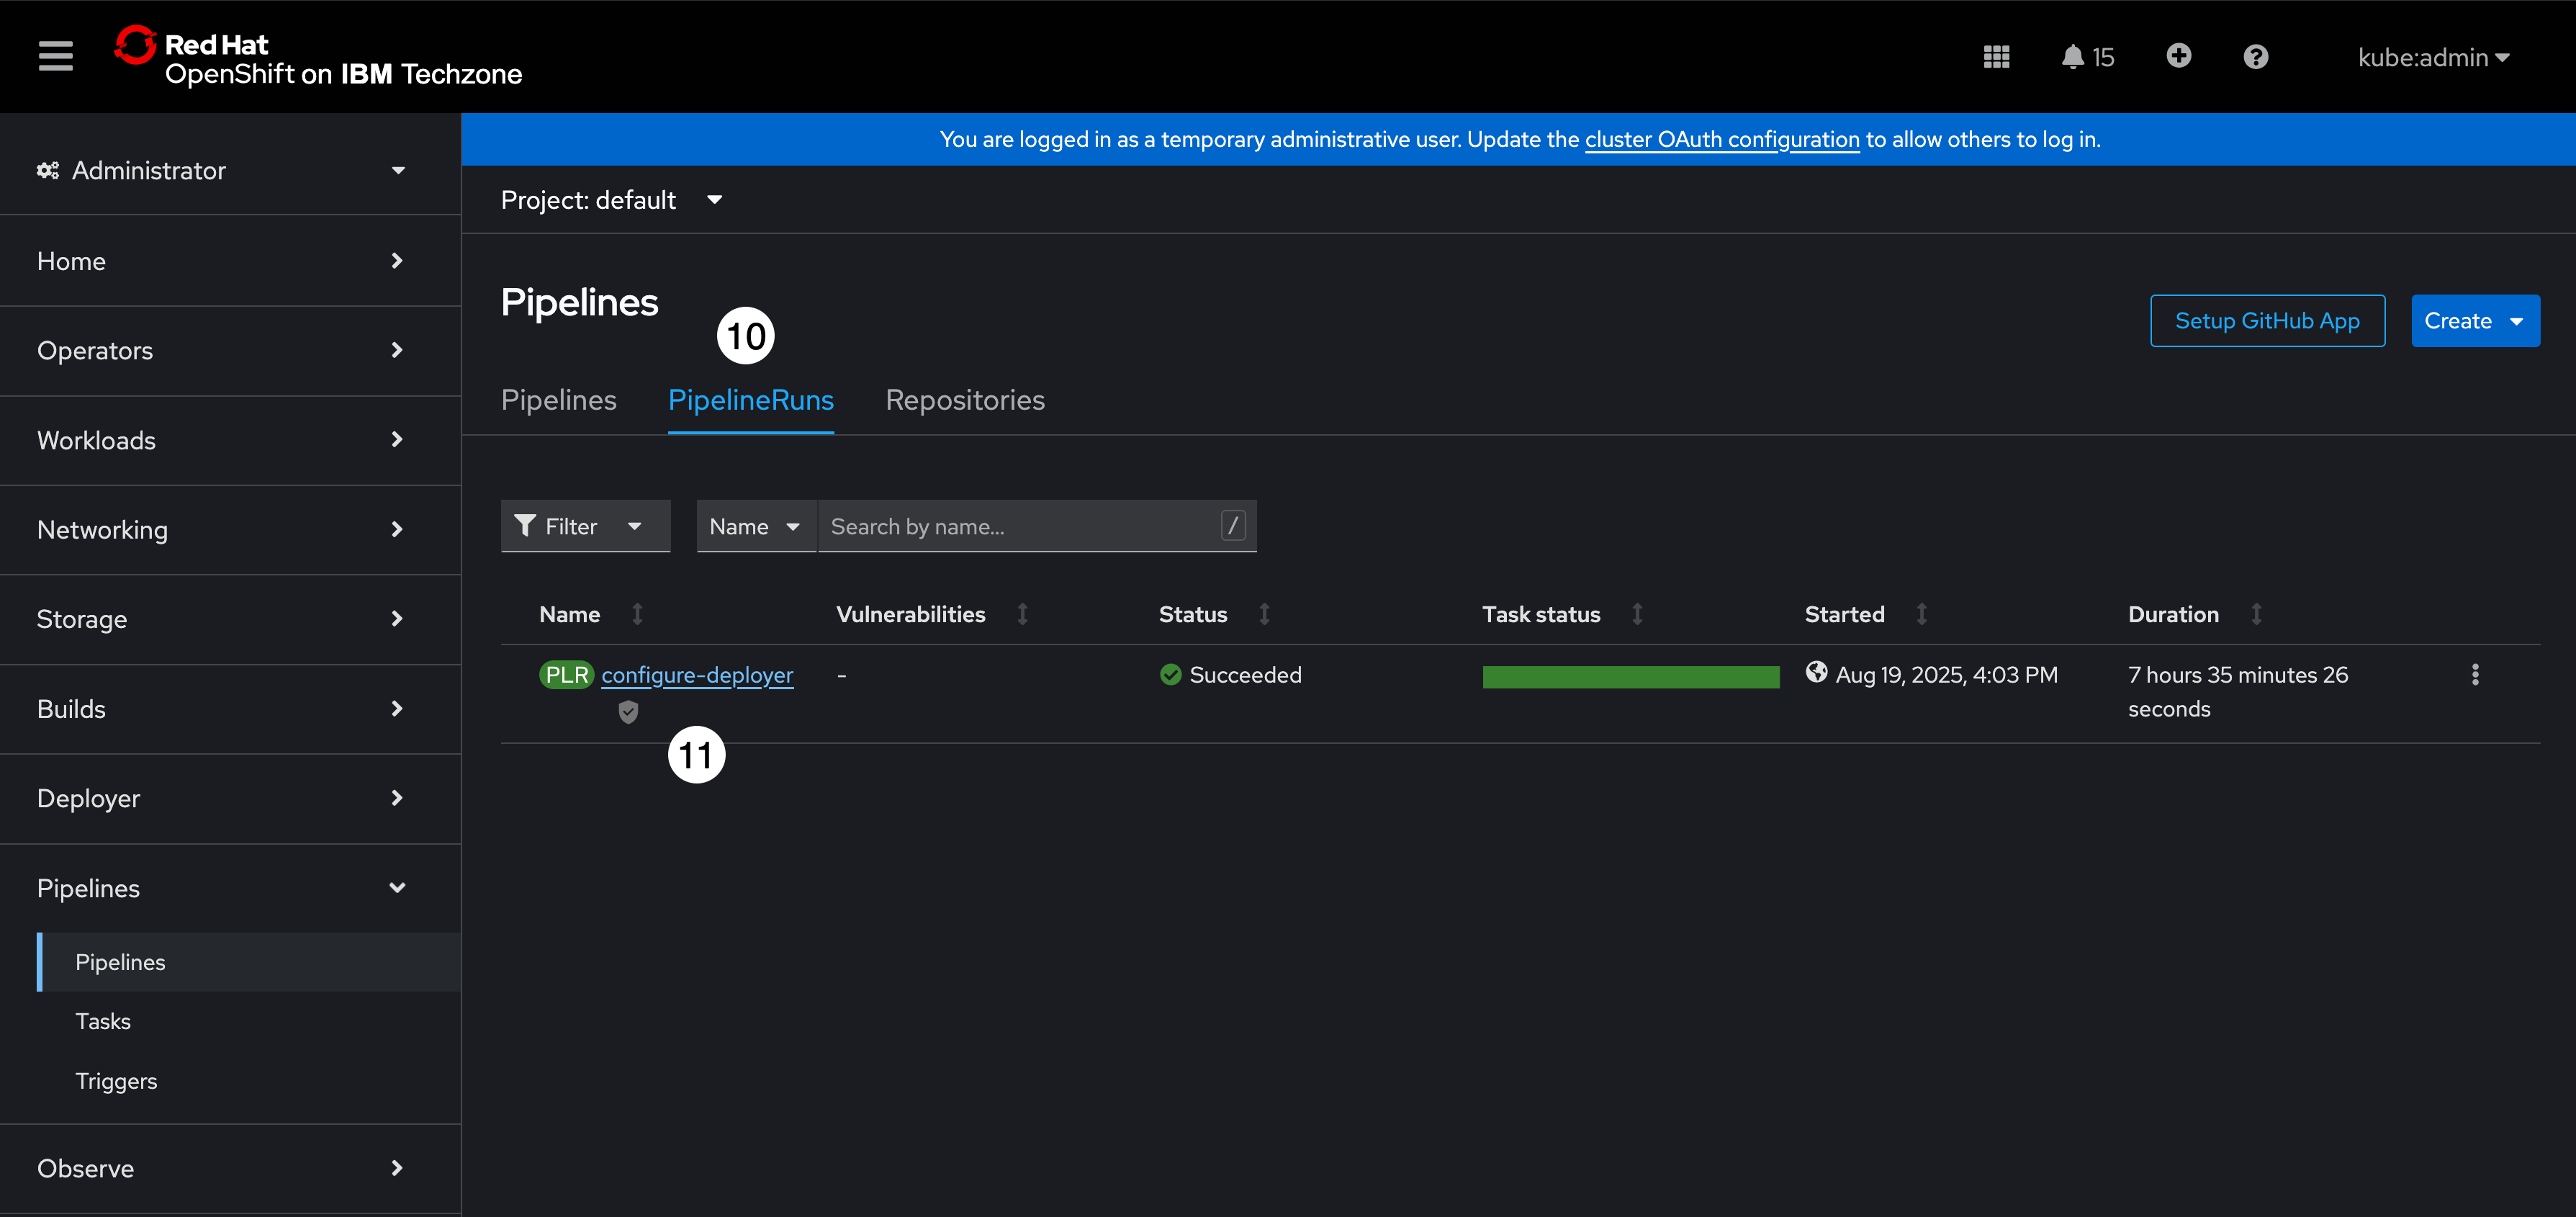 Red Hat
OpenShift on IBM Techzone
15
kube:admin
You are logged in as a temporary administrative user. Update the cluster OAuth configuration to allow others to log in.
Administrator
Home
Operators
Workloads
Networking
Storage
Builds
Deployer
Pipelines
Pipelines
Tasks
Triggers
Observe
Project: default
Pipelines
10
Setup GitHub App
Create
Pipelines PipelineRuns Repositories
Filter Name Search by name... /
Name Vulnerabilities Status Task status Started Duration
PLR configure-deployer - Succeeded Aug 19, 2025, 4:03 PM 7 hours 35 minutes 26
seconds
11